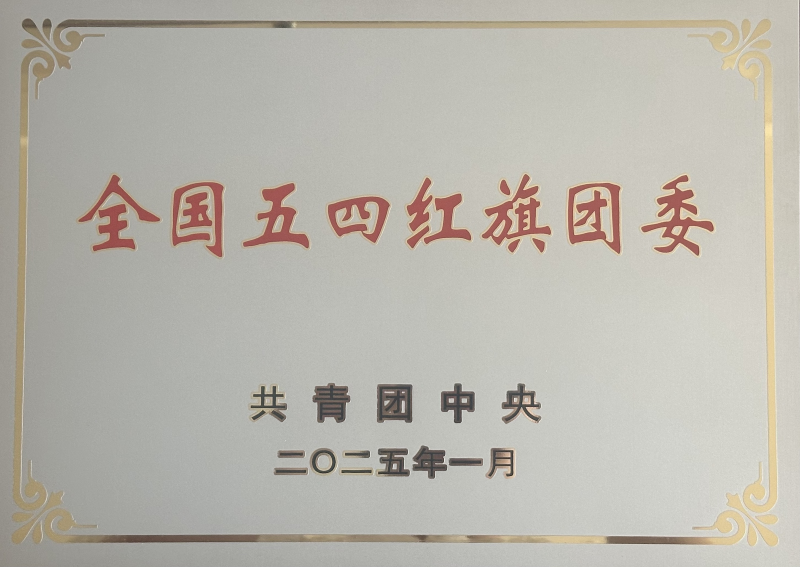 全国五四红旗团委
共青团中央
二〇二五年一月